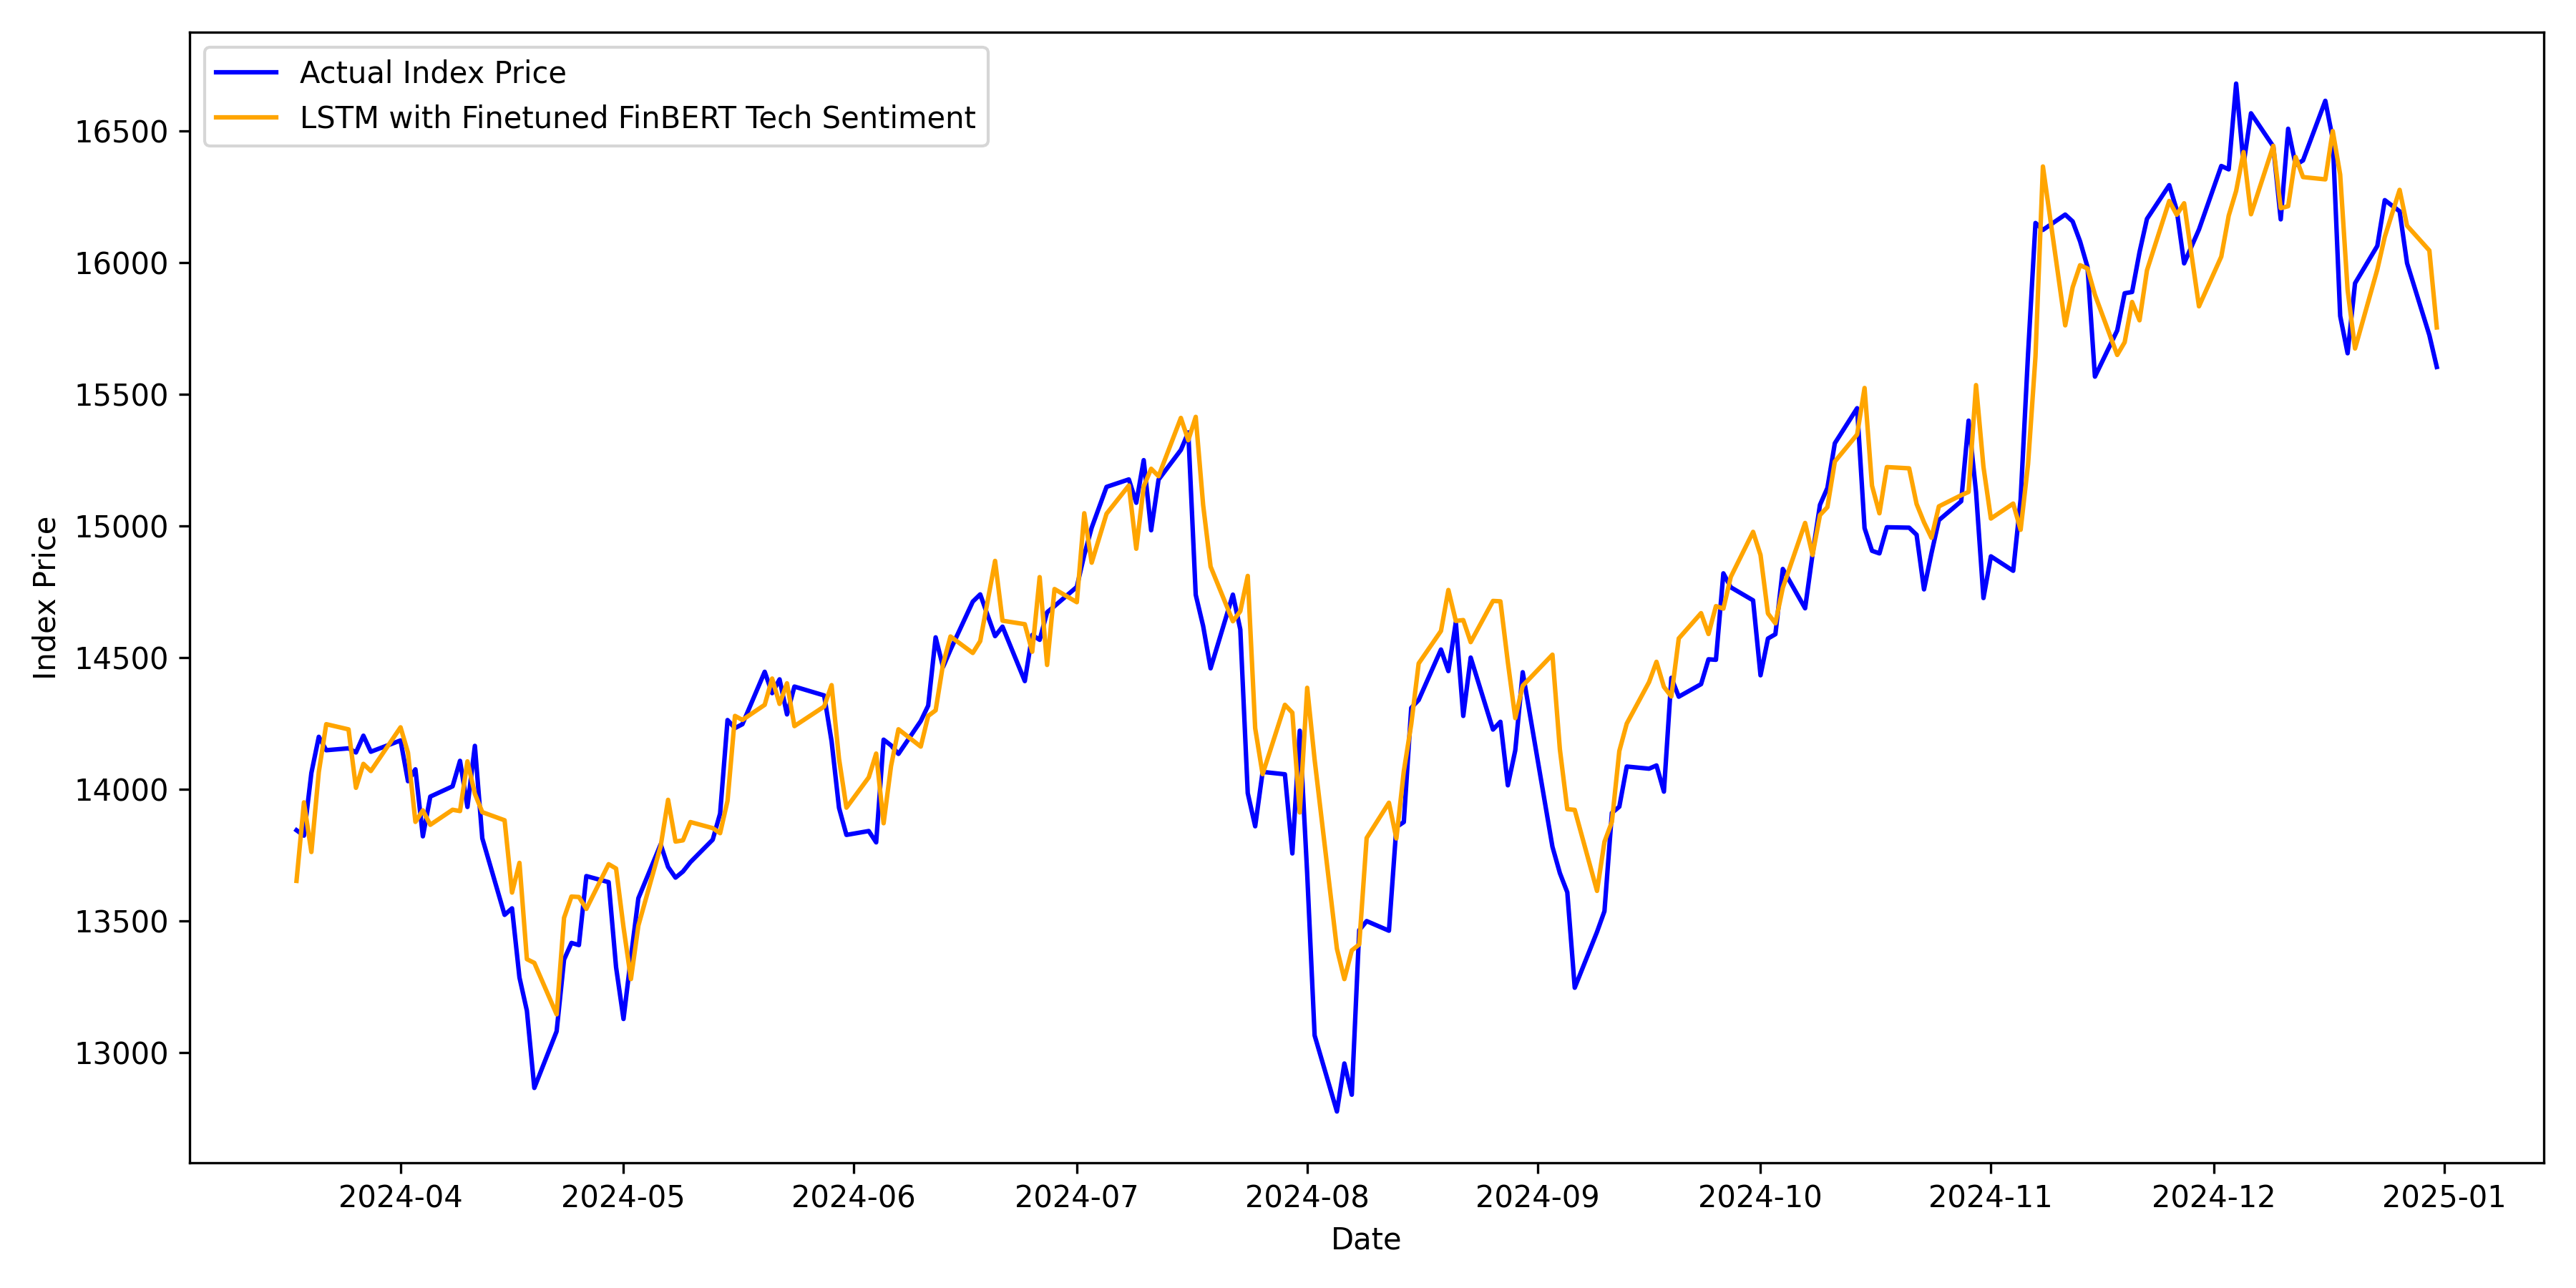 Actual Index Price
LSTM with Finetuned FinBERT Tech Sentiment
Index Price
16500
16000
15500
15000
14500
14000
13500
13000
2024-04 2024-05 2024-06 2024-07 2024-08 2024-09 2024-10 2024-11 2024-12 2025-01
Date